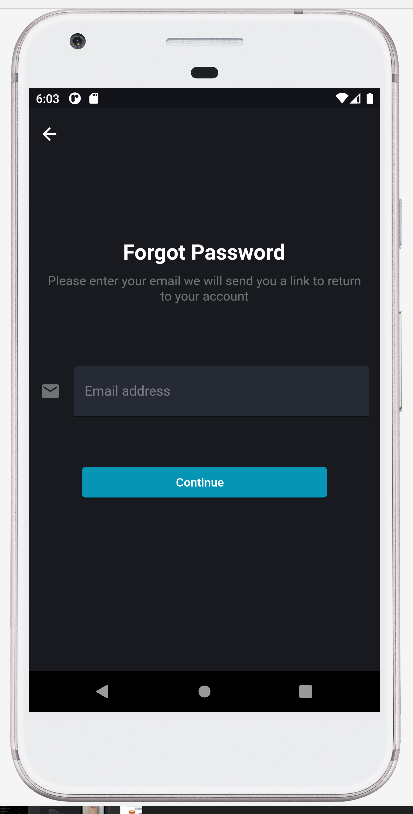 6:03
Forgot Password
Please enter your email we will send you a link to return
to your account
Email address
Continue